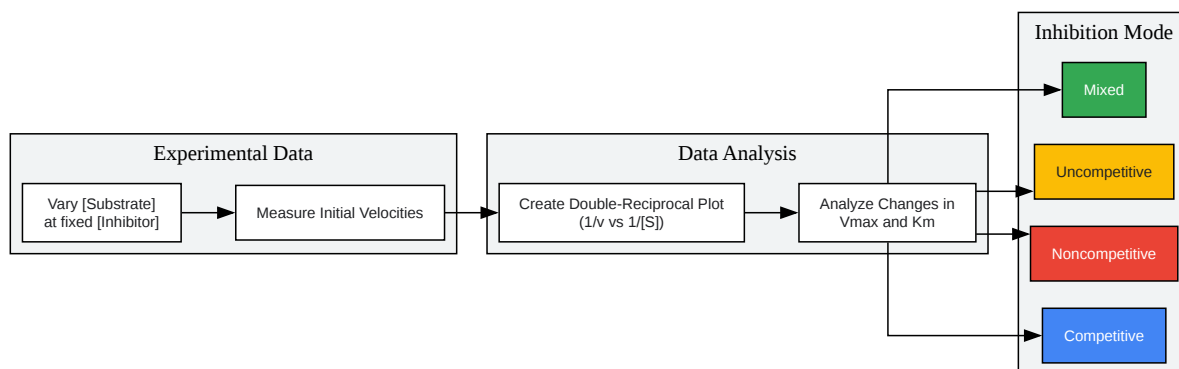 Experimental Data
Vary [Substrate]
at fixed [Inhibitor]
Measure Initial Velocities
Data Analysis
Create Double-Reciprocal Plot
(1/v vs 1/[S])
Analyze Changes in
Vmax and Km
Inhibition Mode
Mixed
Uncompetitive
Noncompetitive
Competitive